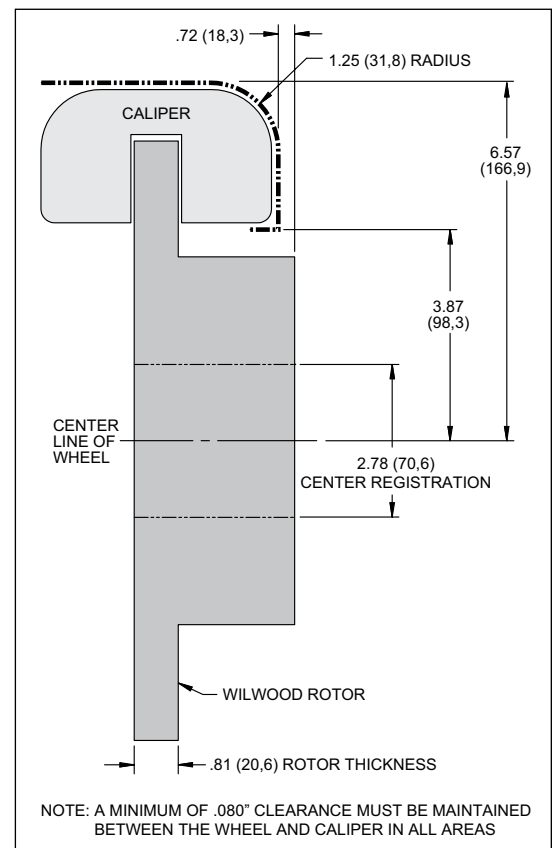 .72 (18,3)
1.25 (31,8) RADIUS
CALIPER
6.57
(166,9)
3.87
(98,3)
CENTER
LINE OF
WHEEL
2.78 (70,6)
CENTER REGISTRATION
WILWOOD ROTOR
.81 (20,6) ROTOR THICKNESS
NOTE: A MINIMUM OF .080” CLEARANCE MUST BE MAINTAINED
BETWEEN THE WHEEL AND CALIPER IN ALL AREAS